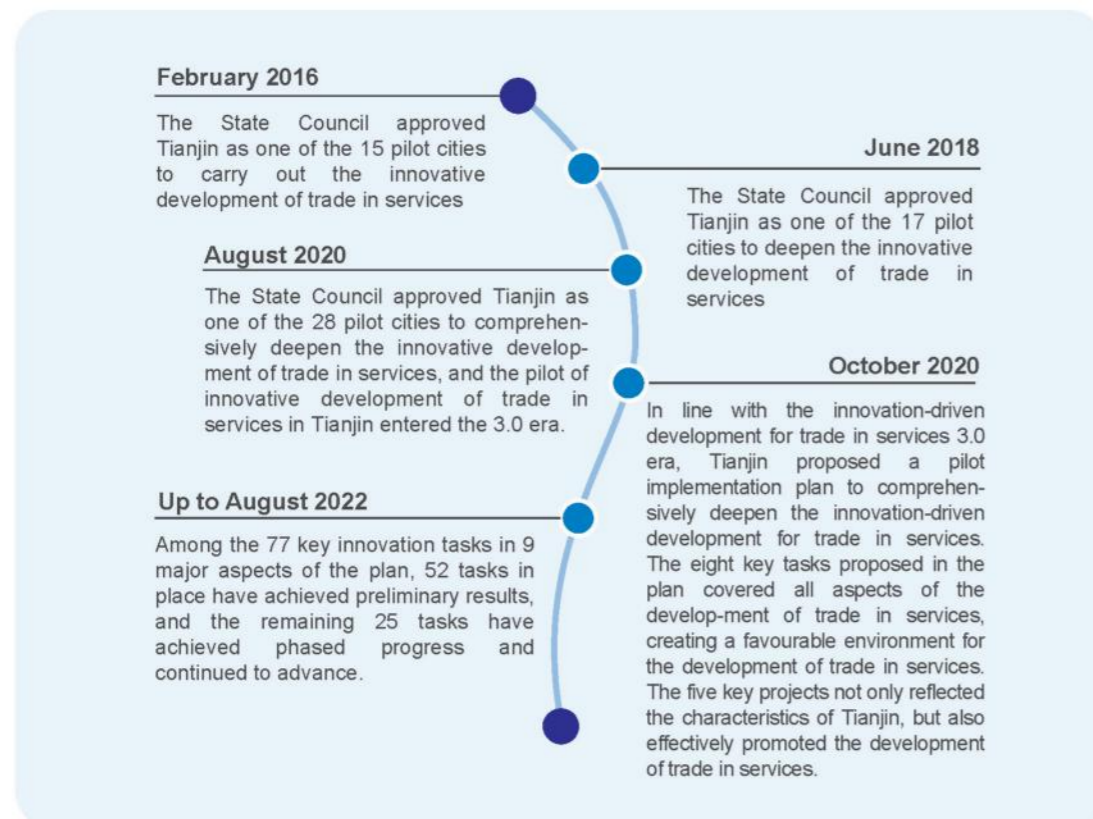 February 2016
The State Council approved
Tianjin as one of the 15 pilot cities
to carry out the innovative
development of trade in services
June 2018
The State Council approved
Tianjin as one of the 17 pilot
cities to deepen the innovative
development of trade in
services
August 2020
The State Council approved Tianjin as
one of the 28 pilot cities to comprehen-
sively deepen the innovative develop-
ment of trade in services, and the pilot of
innovative development of trade in
services in Tianjin entered the 3.0 era.
October 2020
In line with the innovation-driven
development for trade in services 3.0
era, Tianjin proposed a pilot
implementation plan to comprehen-
sively deepen the innovation-driven
development for trade in services.
The eight key tasks proposed in the
plan covered all aspects of the
develop-ment of trade in services,
creating a favourable environment for
the development of trade in services.
The five key projects not only reflected
the characteristics of Tianjin, but also
effectively promoted the development
of trade in services.
Up to August 2022
Among the 77 key innovation tasks in 9
major aspects of the plan, 52 tasks in
place have achieved preliminary results,
and the remaining 25 tasks have
achieved phased progress and
continued to advance.